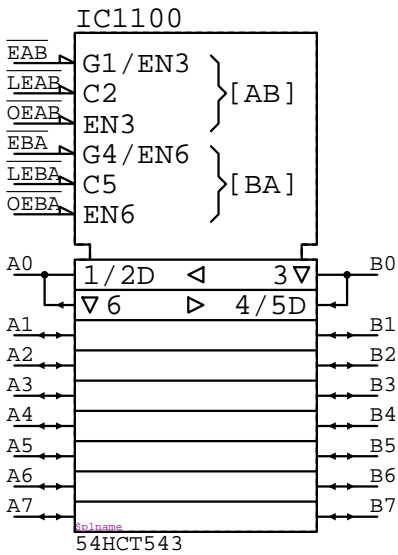 IC1100
EAB
G1/EN3
LEAB
C2
[AB]
OEAB
EN3
EBA
G4/EN6
LEBA
C5
[BA]
OEBA
EN6
A0
1/2D ◁ 3▽
B0
▽6 ▷ 4/5D
A1
B1
A2
B2
A3
B3
A4
B4
A5
B5
A6
B6
A7
B7
$plname
54HCT543